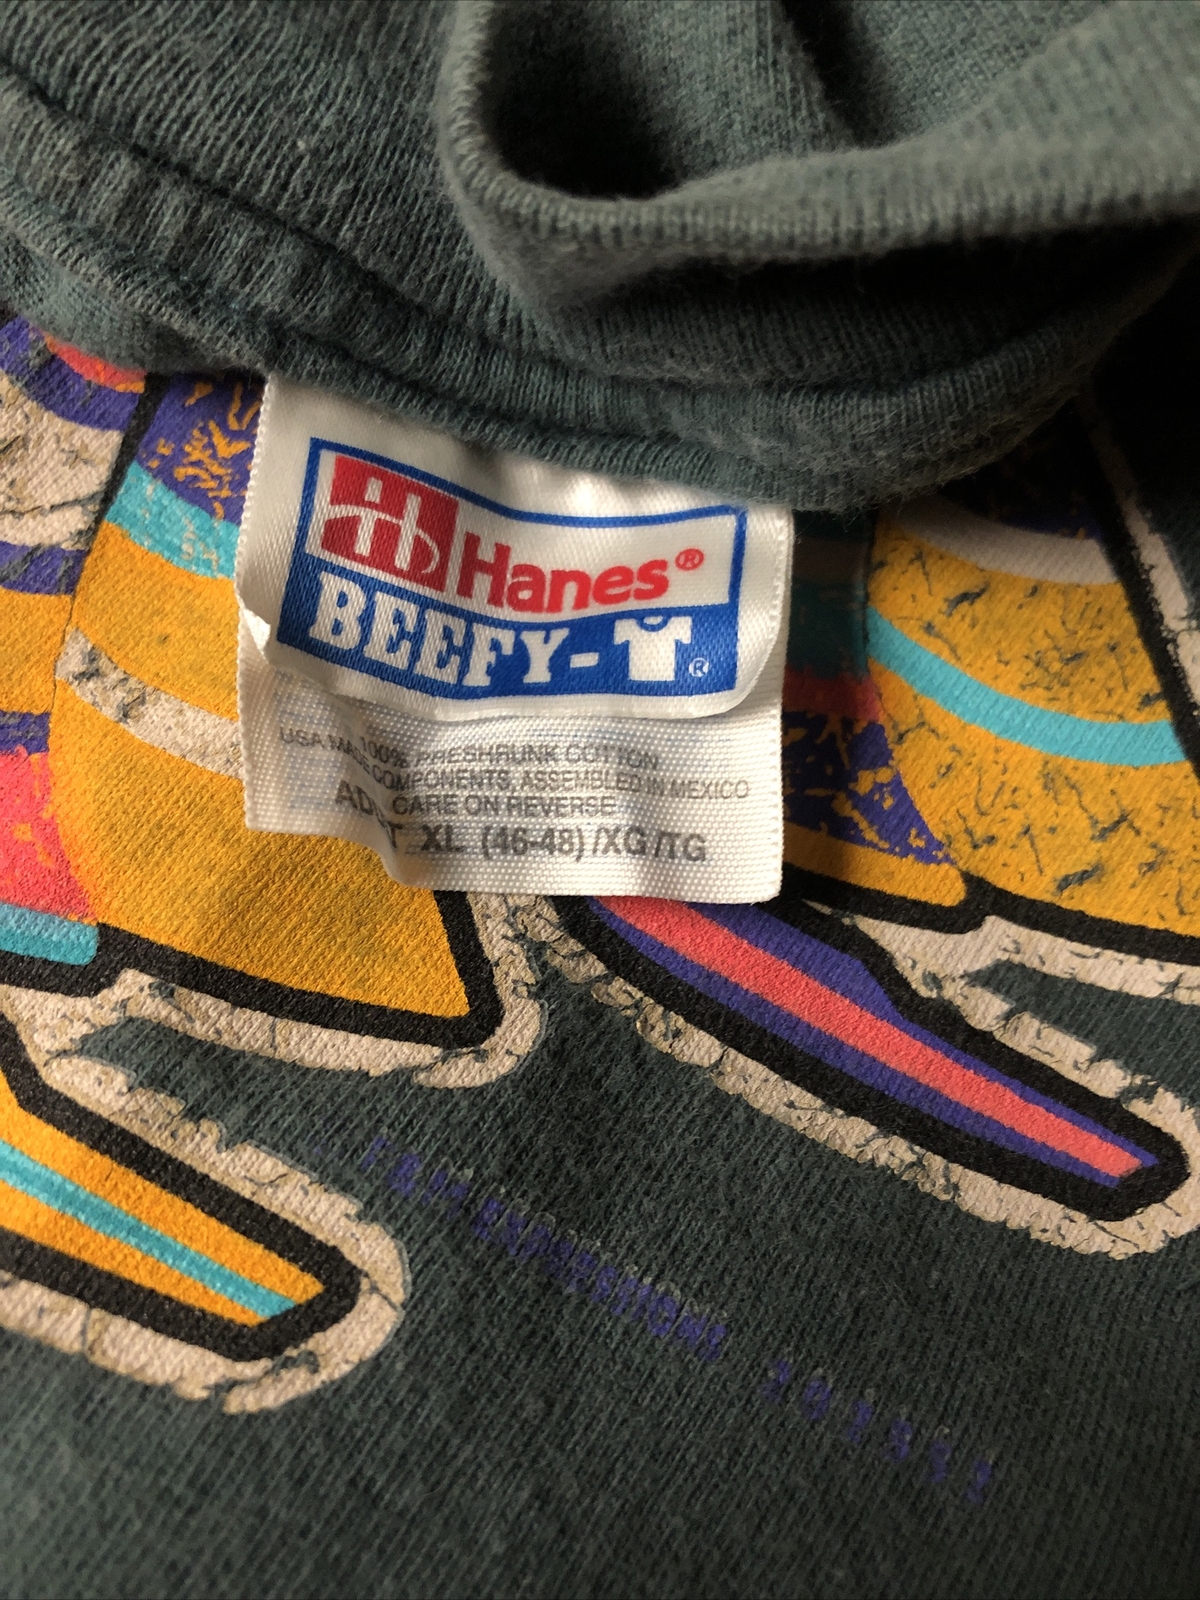 Hanes®
BEEFY-T®
100% PRESHRUNK COTTON
USA MADE COMPONENTS, ASSEMBLED IN MEXICO
CARE ON REVERSE
ADULT XL (46-48)/XG/TG
EXPRESSIONS